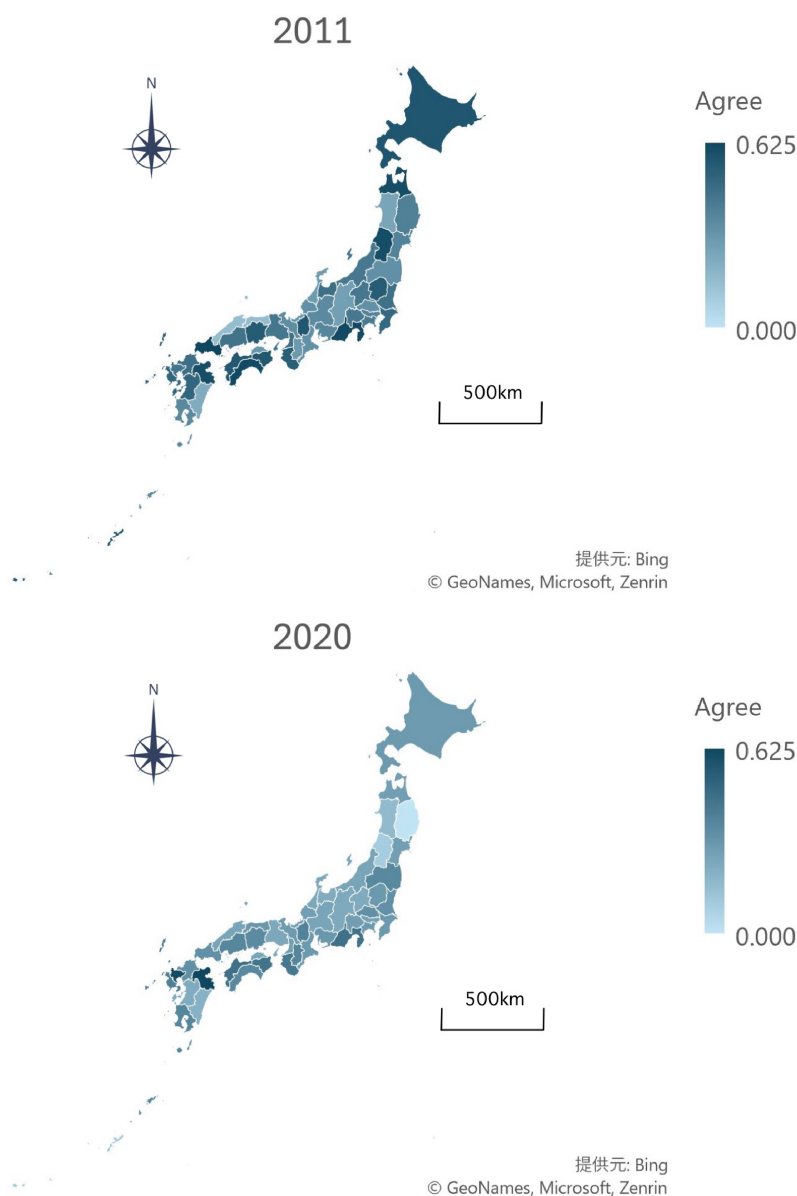 2011
N
Agree
0.625
0.000
500km
提供元: Bing
© GeoNames, Microsoft, Zenrin
2020
N
Agree
0.625
0.000
500km
提供元: Bing
© GeoNames, Microsoft, Zenrin